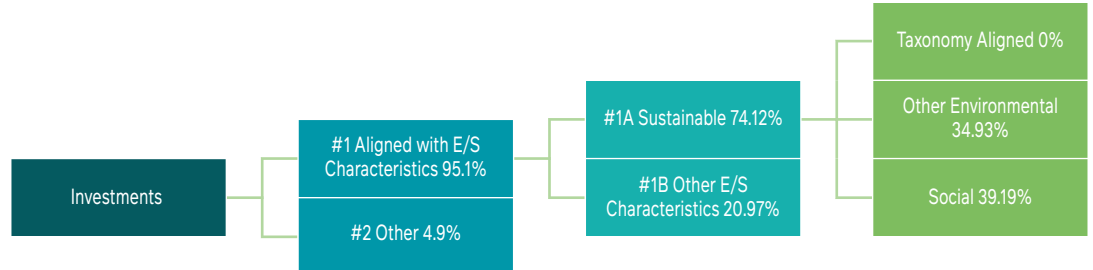 Investments
#1 Aligned with E/S
Characteristics 95.1%
#2 Other 4.9%
#1A Sustainable 74.12%
#1B Other E/S
Characteristics 20.97%
Taxonomy Aligned 0%
Other Environmental
34.93%
Social 39.19%